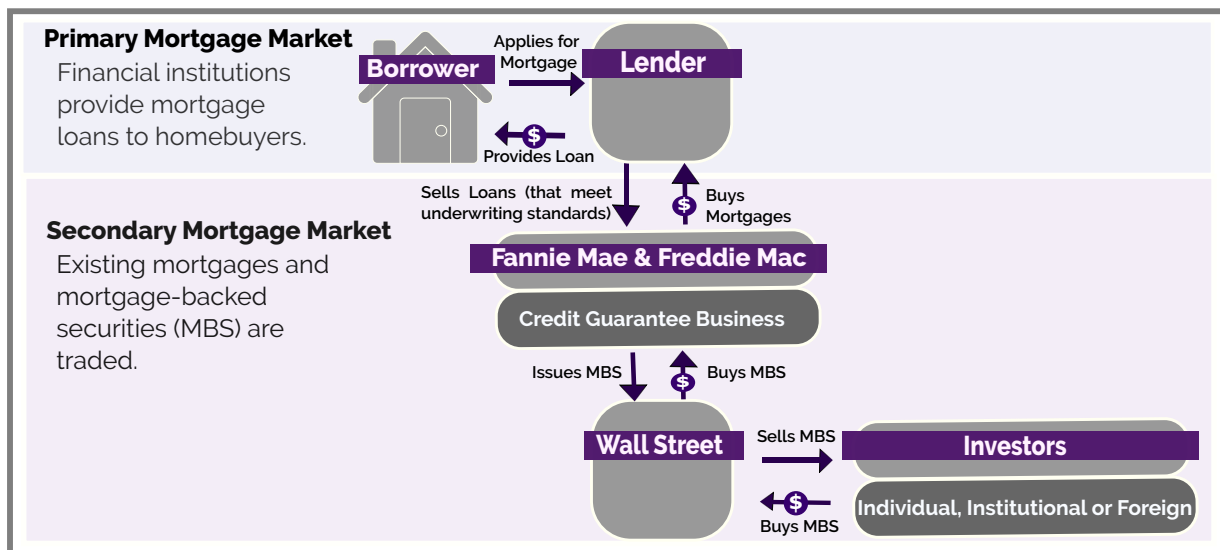 Primary Mortgage Market
Financial institutions
provide mortgage
loans to homebuyers.
Borrower
Applies for
Mortgage
Lender
$
Provides Loan
Sells Loans (that meet
underwriting standards)
$
Buys
Mortgages
Secondary Mortgage Market
Existing mortgages and
mortgage-backed
securities (MBS) are
traded.
Fannie Mae & Freddie Mac
Credit Guarantee Business
Issues MBS
$
Buys MBS
Wall Street
Sells MBS
Investors
$
Buys MBS
Individual, Institutional or Foreign